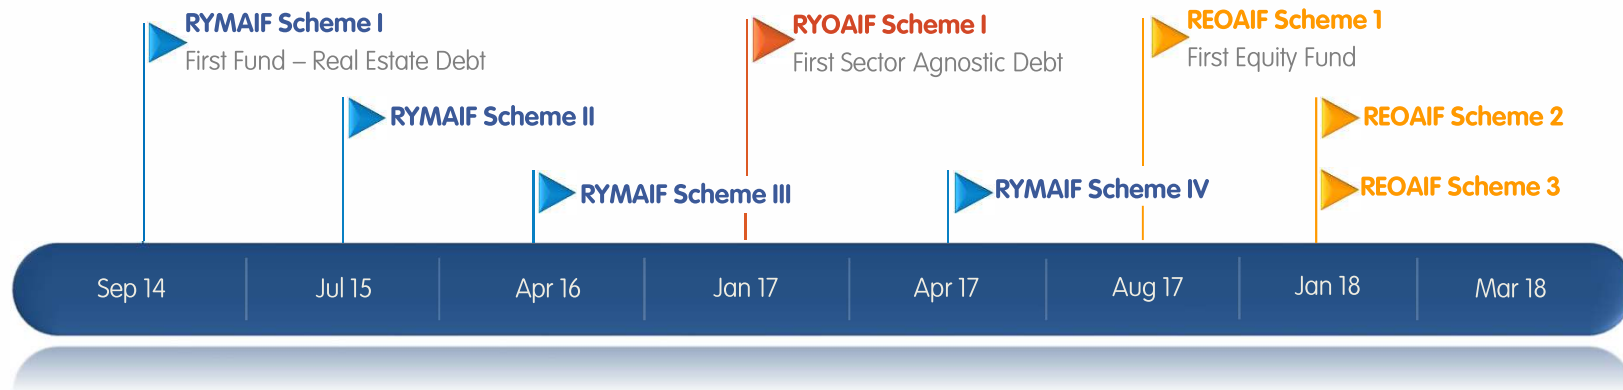 RYMAIF Scheme I
First Fund – Real Estate Debt
RYOAIF Scheme I
First Sector Agnostic Debt
REOAIF Scheme 1
First Equity Fund
RYMAIF Scheme II
REOAIF Scheme 2
RYMAIF Scheme III
RYMAIF Scheme IV
REOAIF Scheme 3
Sep 14
Jul 15
Apr 16
Jan 17
Apr 17
Aug 17
Jan 18
Mar 18